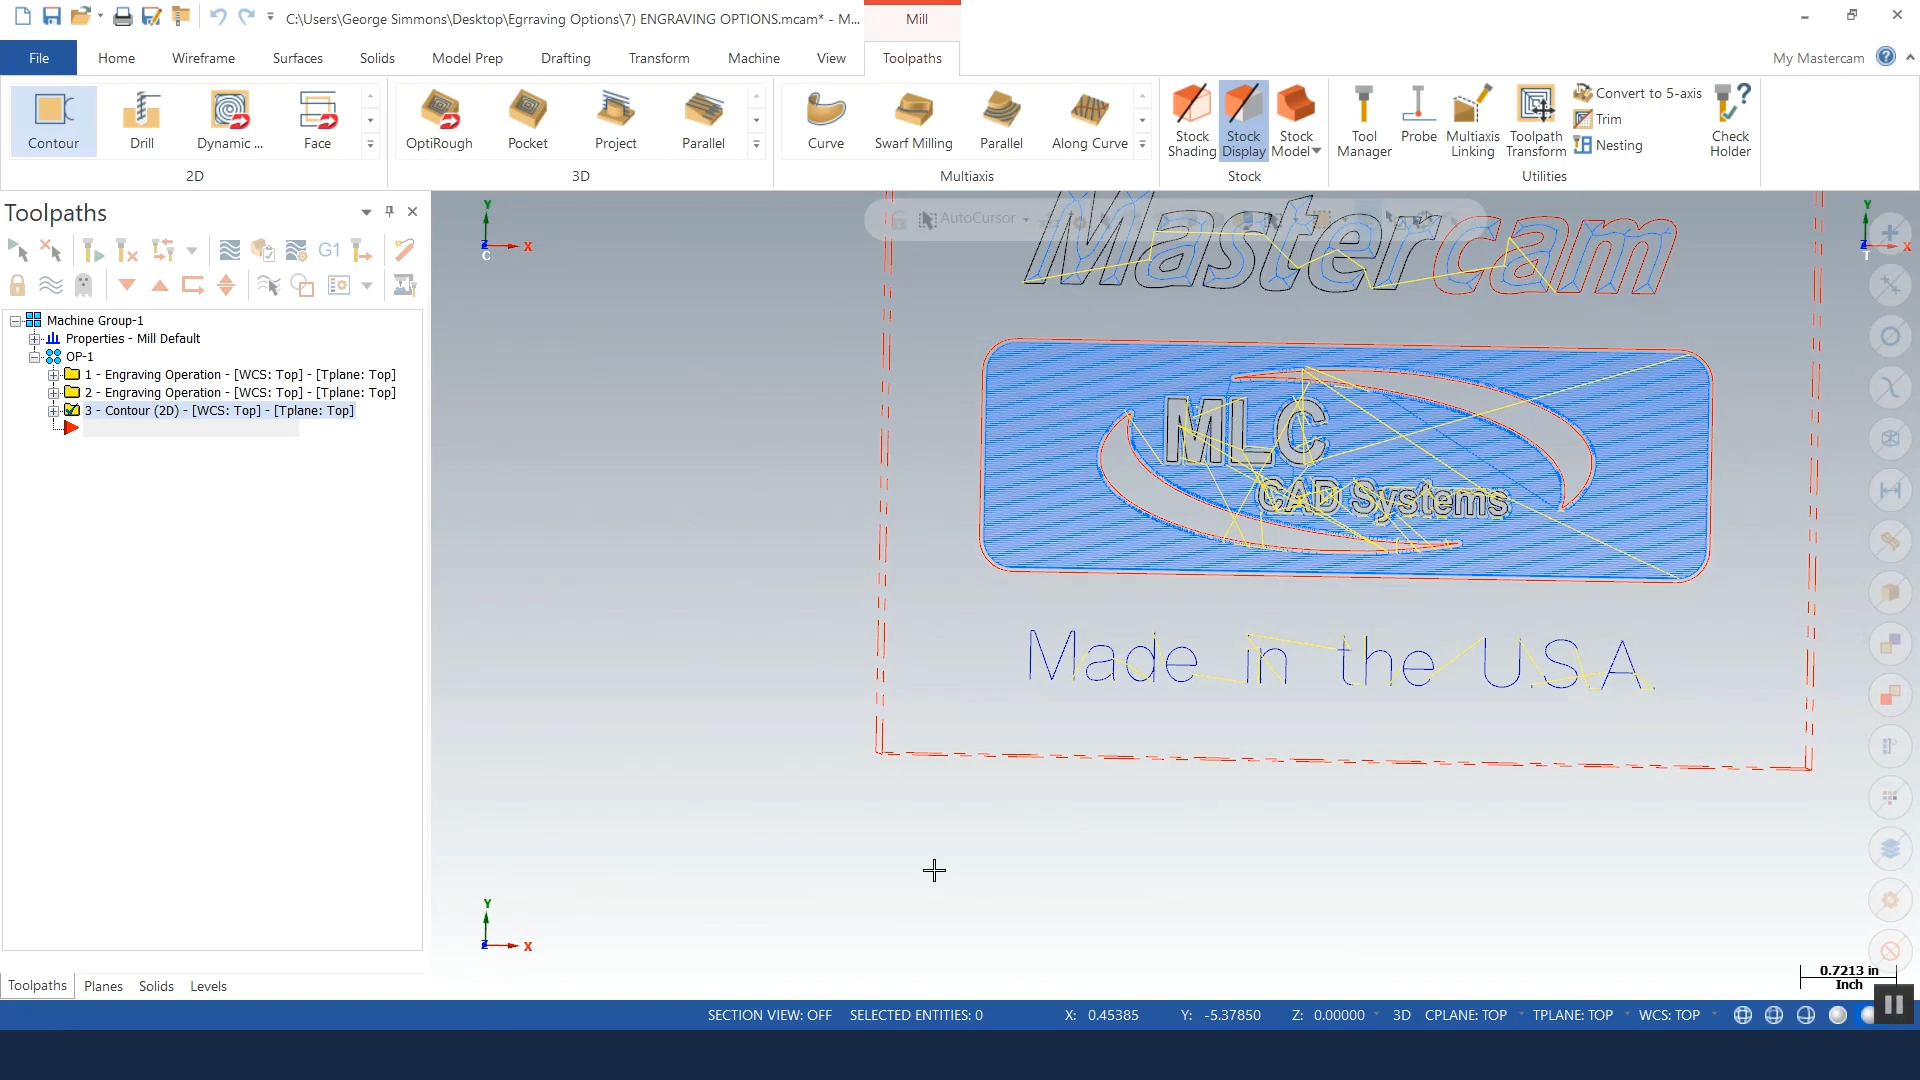 C:\Users\George Simmons\Desktop\Egrraving Options\7) ENGRAVING OPTIONS.mcam* - M...
Mill
File Home Wireframe Surfaces Solids Model Prep Drafting Transform Machine View Toolpaths My Mastercam
Contour Drill Dynamic ... Face
2D
OptiRough Pocket Project Parallel
3D
Curve Swarf Milling Parallel Along Curve
Multiaxis
Stock Shading Stock Display Stock Model
Stock
Tool Manager Probe Multiaxis Linking Toolpath Transform
Convert to 5-axis
Trim
Nesting
Utilities
Check Holder
Toolpaths
G1
Machine Group-1
Properties - Mill Default
OP-1
1 - Engraving Operation - [WCS: Top] - [Tplane: Top]
2 - Engraving Operation - [WCS: Top] - [Tplane: Top]
3 - Contour (2D) - [WCS: Top] - [Tplane: Top]
Toolpaths Planes Solids Levels
Y
X
Z
C
AutoCursor
Y
X
Z
T
Mastercam
MLC
CAD Systems
Made in the USA
Y
X
Z
0.7213 in
Inch
SECTION VIEW: OFF SELECTED ENTITIES: 0 X: 0.45385 Y: -5.37850 Z: 0.00000 3D CPLANE: TOP TPLANE: TOP WCS: TOP